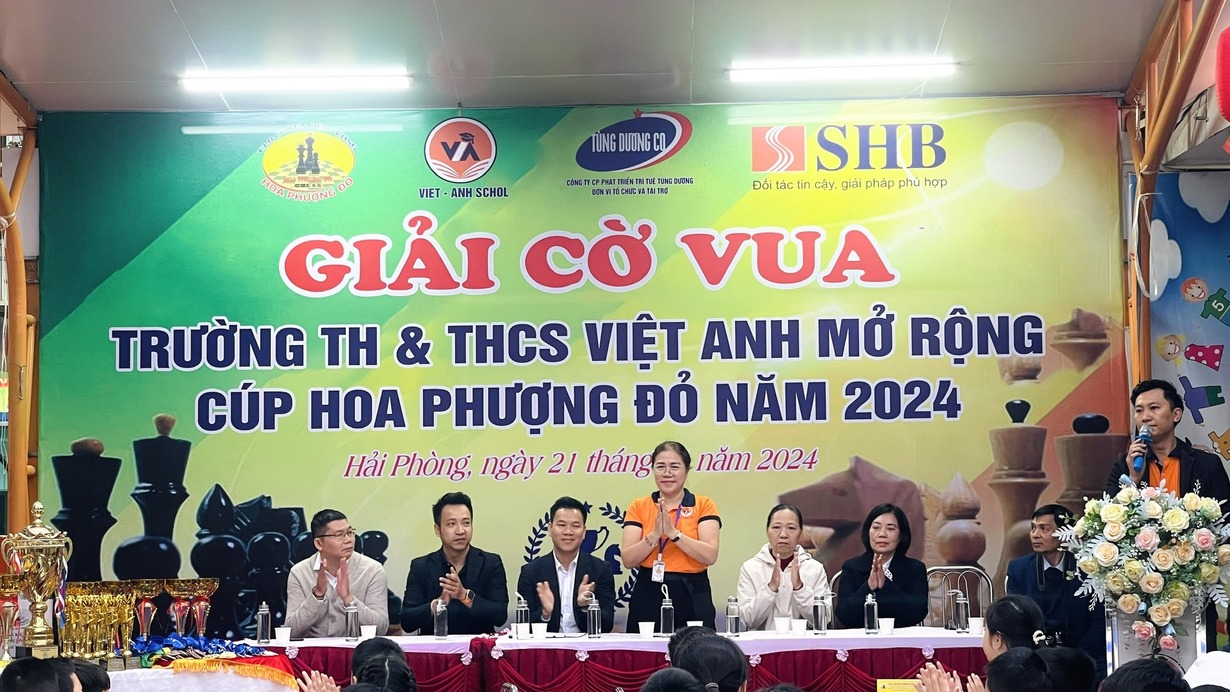 HOA PHƯỢNG ĐỎ
VIET - ANH SCHOL
TÙNG DƯƠNG CO
CÔNG TY CP PHÁT TRIỂN TRÍ TUỆ TÙNG DƯƠNG
ĐƠN VỊ TỔ CHỨC VÀ TÀI TRỢ
SHB
Đối tác tin cậy, giải pháp phù hợp
GIẢI CỜ VUA
TRƯỜNG TH & THCS VIỆT ANH MỞ RỘNG
CÚP HOA PHƯỢNG ĐỎ NĂM 2024
Hải Phòng, ngày 21 tháng năm 2024